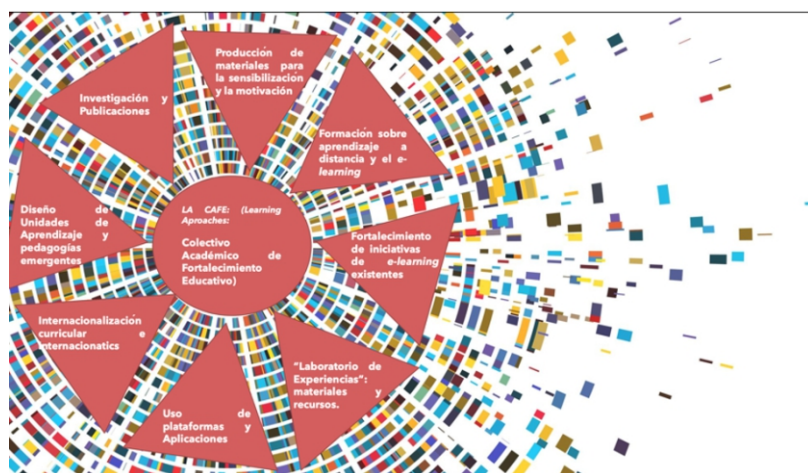 Producción de
materiales para
la sensibilización
y la motivación
Formación sobre
aprendizaje a
distancia y el e-
learning
Fortalecimiento
de iniciativas
de e-learning
existentes
"Laboratorio de
Experiencias":
materiales y
recursos.
Uso de
plataformas y
Aplicaciones
Internacionalización
curricular e
internacionatics
Diseño de
Unidades de
Aprendizaje y
pedagogías
emergentes
Investigación y
Publicaciones
LA CAFE: (Learning
Aproaches:
Colectivo
Académico de
Fortalecimiento
Educativo)